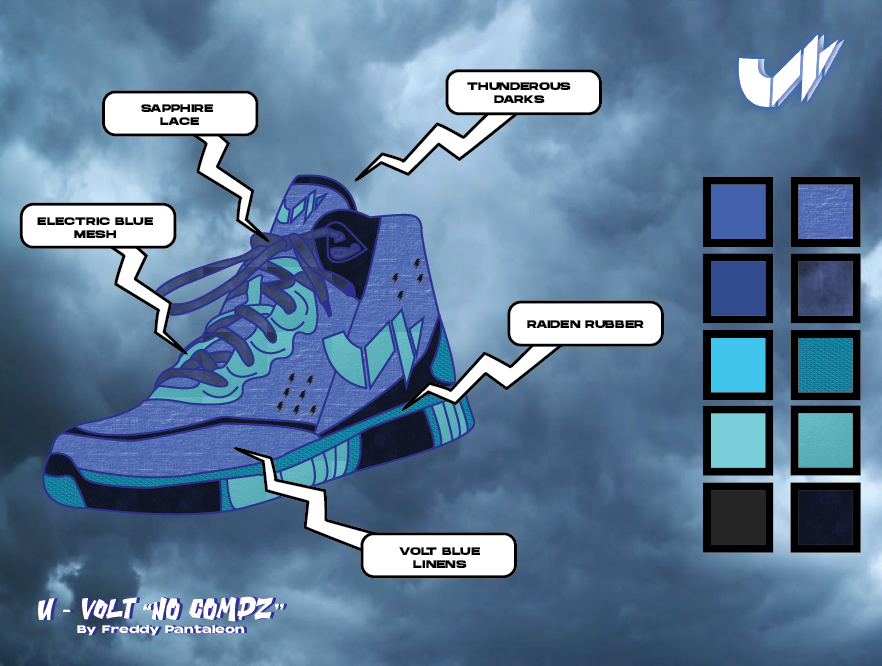 THUNDEROUS
DARKS
SAPPHIRE
LACE
ELECTRIC BLUE
MESH
RAIDEN RUBBER
VOLT BLUE
LINENS
U - VOLT “NO COMPZ”
By Freddy Pantaleon